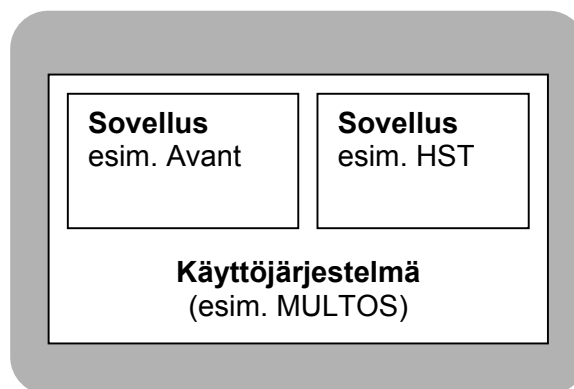 Sovellus
esim. Avant
Sovellus
esim. HST
Käyttöjärjestelmä
(esim. MULTOS)